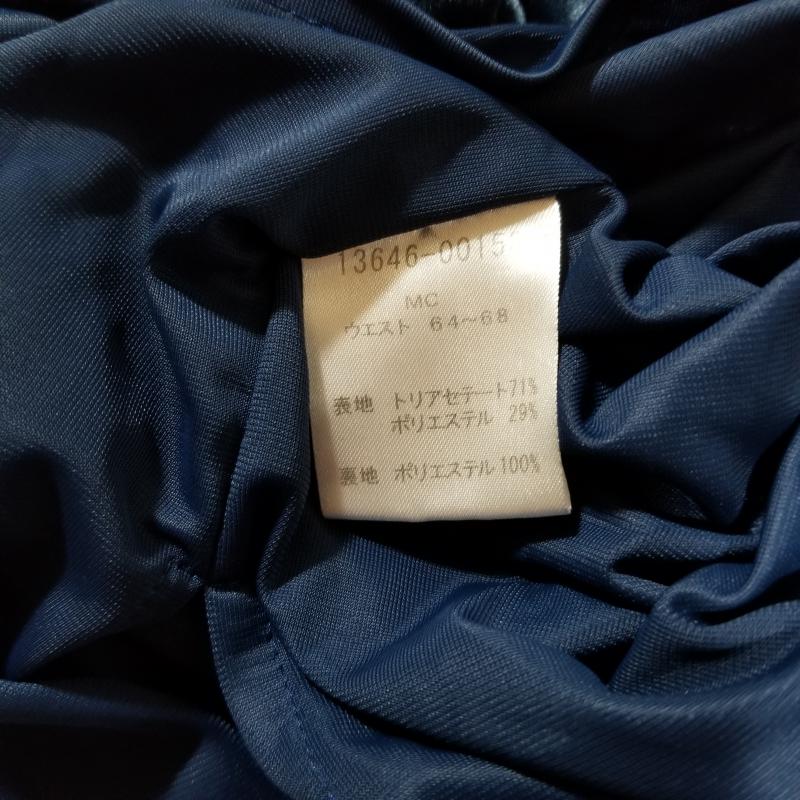 13646-0015
MC
ウエスト 64~68
表地 トリアセテート71%
ポリエステル 29%
裏地 ポリエステル100%